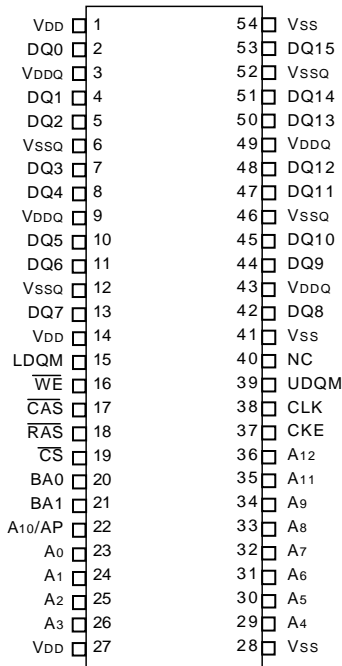 VDD 1 54 VSS
DQ0 2 53 DQ15
VDDQ 3 52 VSSQ
DQ1 4 51 DQ14
DQ2 5 50 DQ13
VSSQ 6 49 VDDQ
DQ3 7 48 DQ12
DQ4 8 47 DQ11
VDDQ 9 46 VSSQ
DQ5 10 45 DQ10
DQ6 11 44 DQ9
VSSQ 12 43 VDDQ
DQ7 13 42 DQ8
VDD 14 41 VSS
LDQM 15 40 NC
W̅E̅ 16 39 UDQM
C̅A̅S̅ 17 38 CLK
R̅A̅S̅ 18 37 CKE
C̅S̅ 19 36 A12
BA0 20 35 A11
BA1 21 34 A9
A10/AP 22 33 A8
A0 23 32 A7
A1 24 31 A6
A2 25 30 A5
A3 26 29 A4
VDD 27 28 VSS